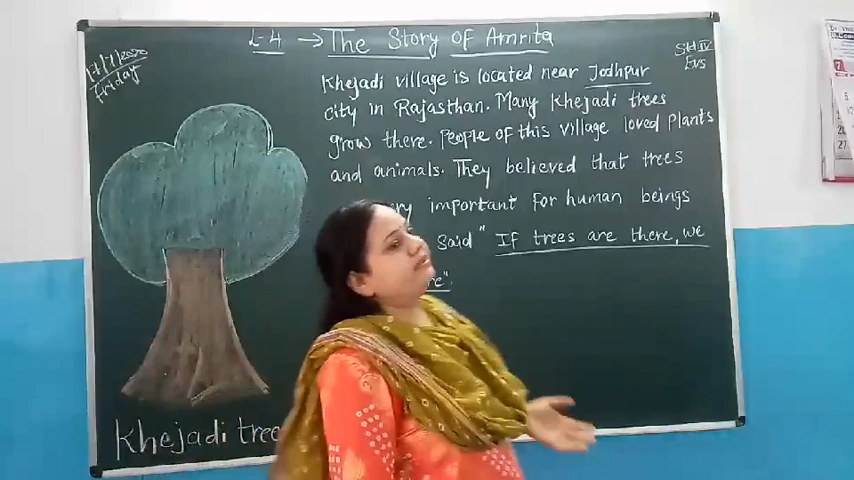 17/7/2020
Friday
L-4 → The Story of Amrita
Std IV
Evs
Khejadi village is located near Jodhpur
city in Rajasthan. Many Khejadi trees
grow there. People of this village loved Plants
and animals. They believed that trees
important for human beings
said " If trees are there, we
Khejadi tree